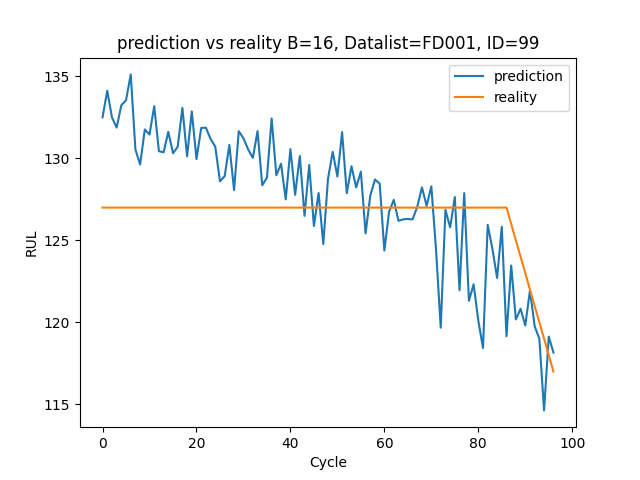 prediction vs reality B=16, Datalist=FD001, ID=99
prediction
reality
135
130
125
120
115
RUL
0 20 40 60 80 100
Cycle